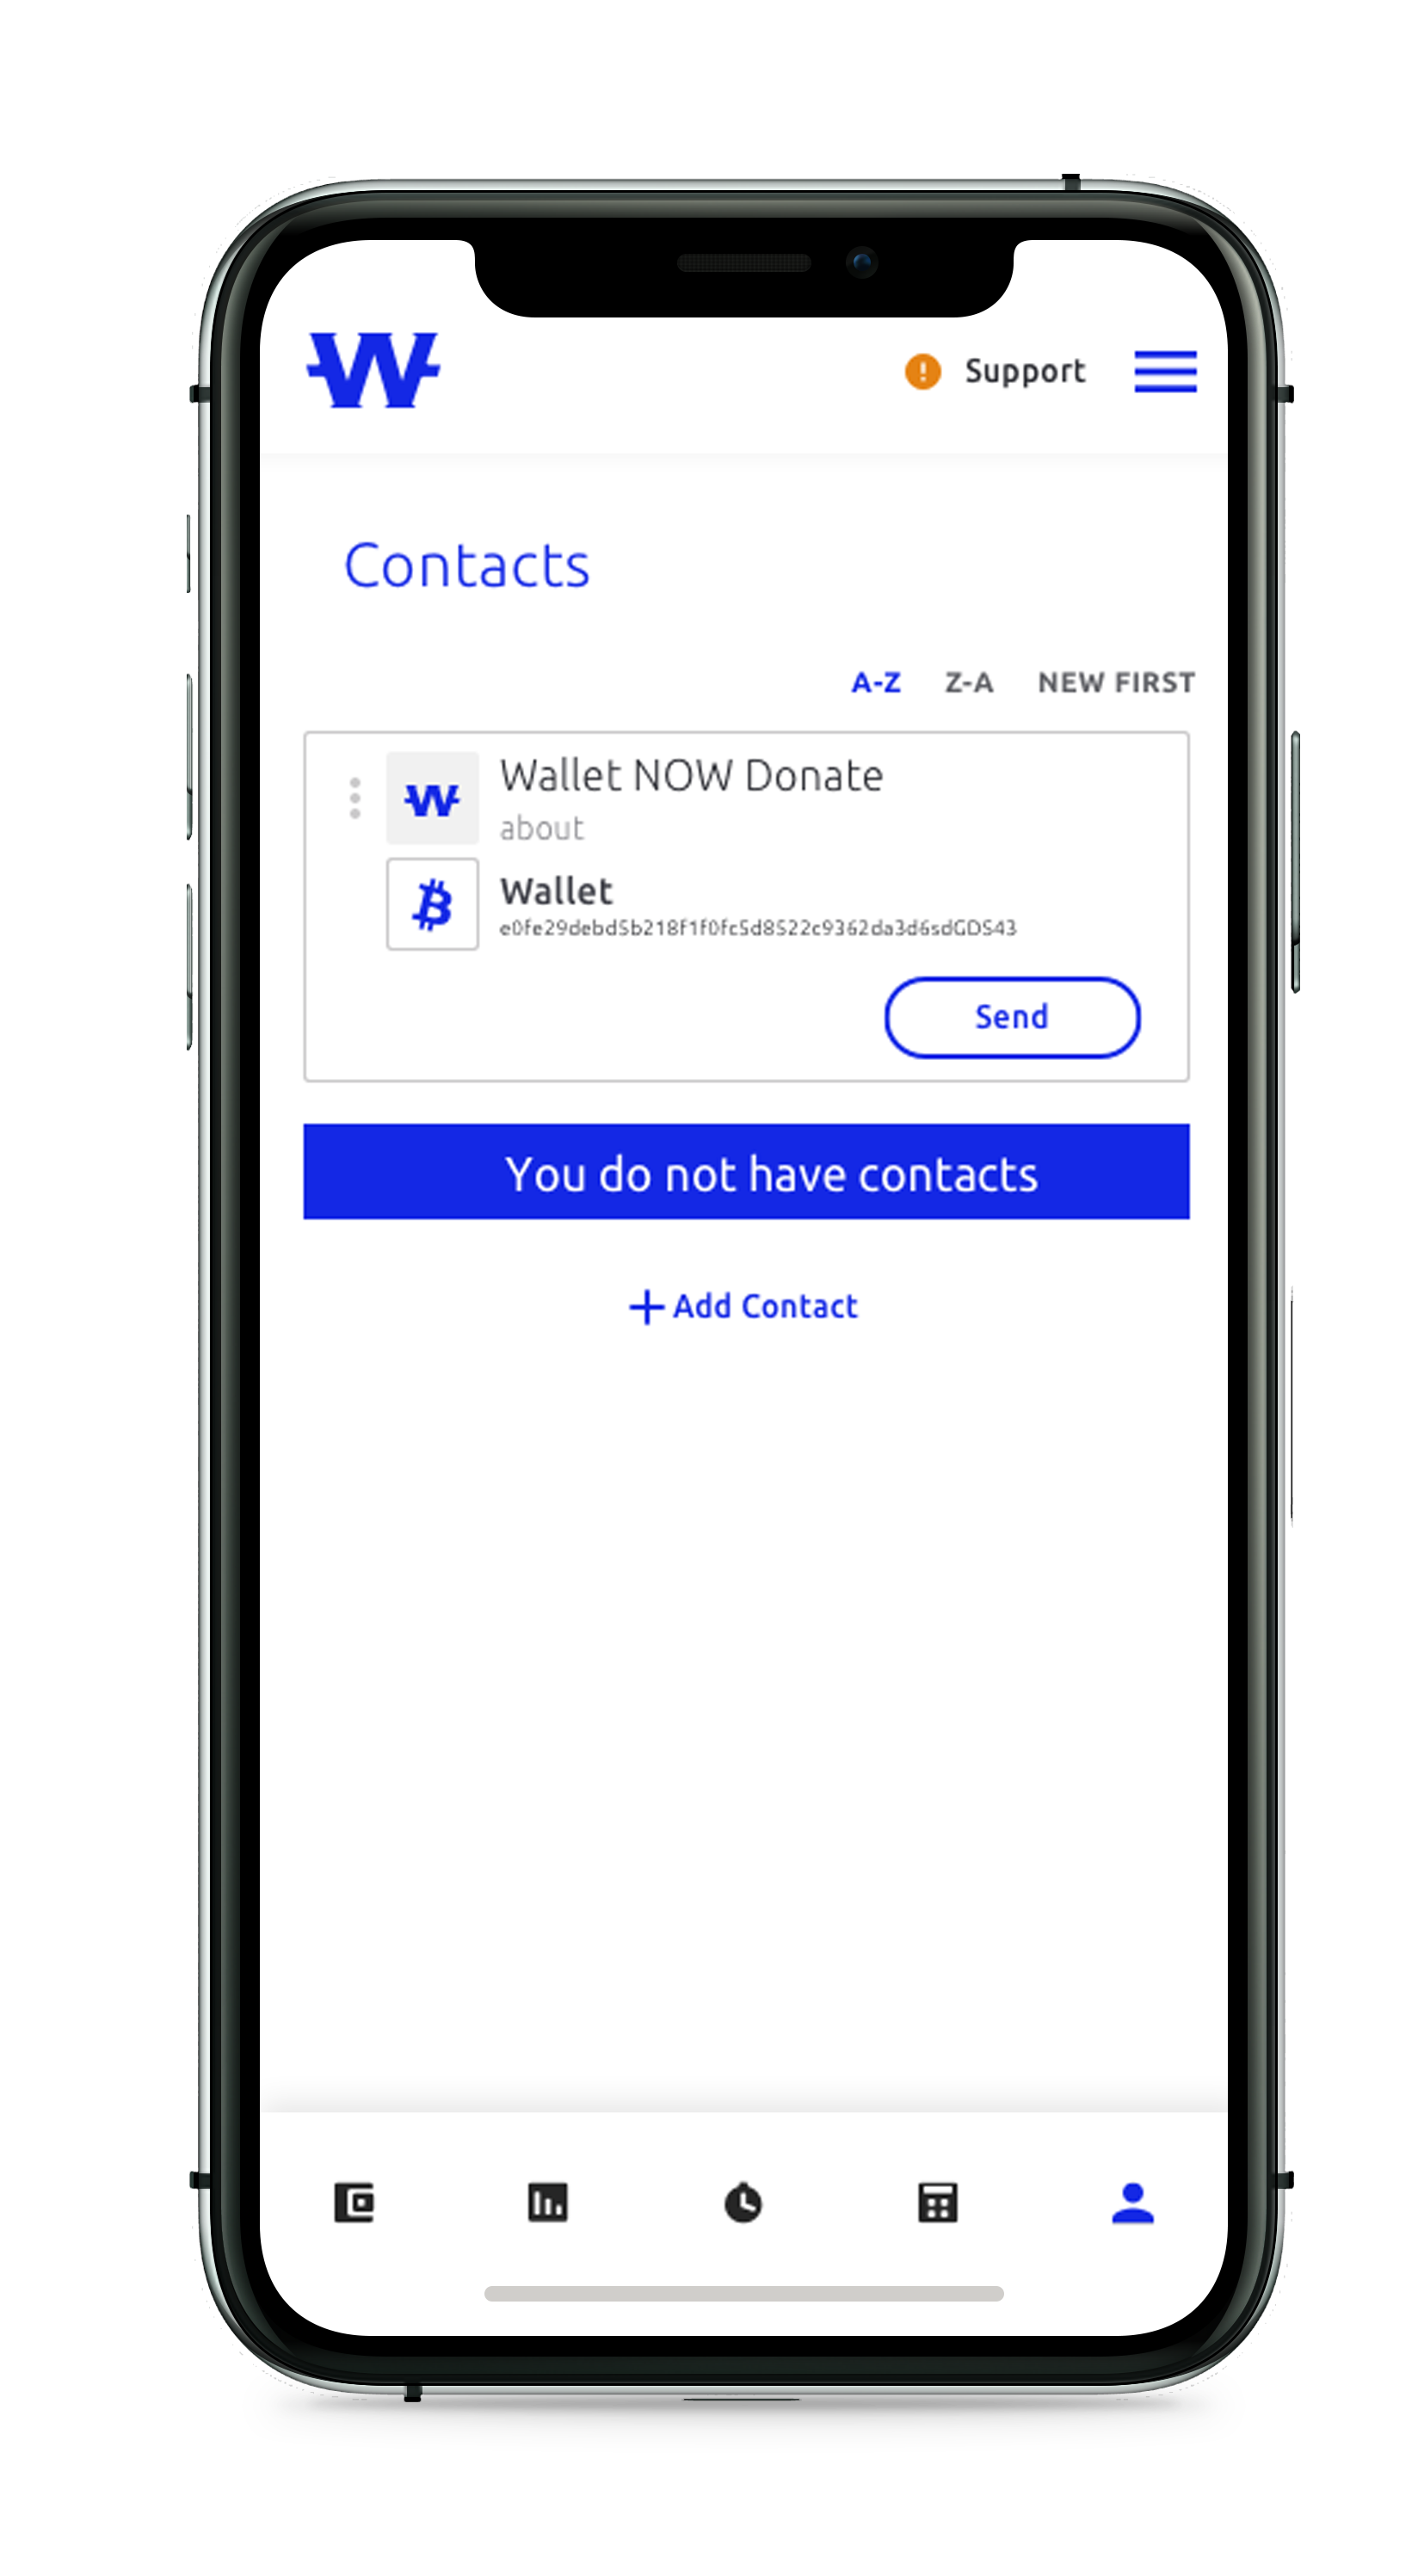 Support
Contacts
A-Z Z-A NEW FIRST
Wallet NOW Donate
about
Wallet
e0fe29debd5b218f1f0fc5d8522c9362da3d6sdGDS43
Send
You do not have contacts
Add Contact